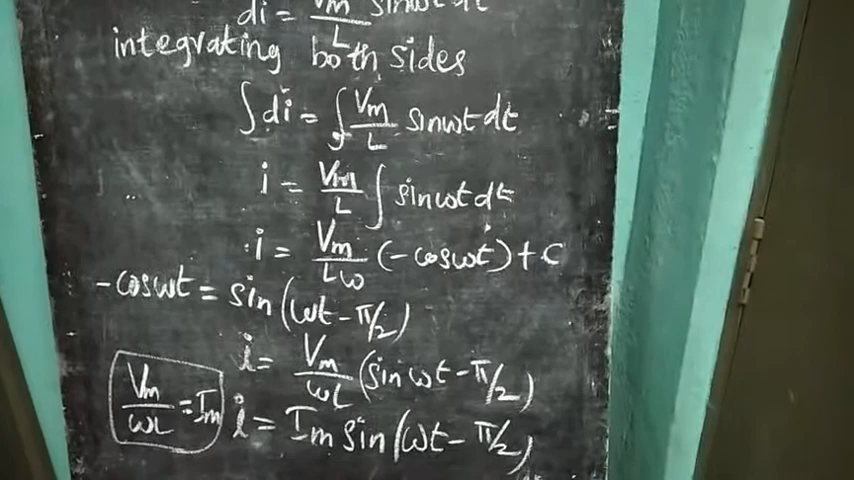 di = Vm/L sinωt dt
integrating both sides
∫di = ∫ Vm/L sinωt dt
i = Vm/L ∫ sinωt dt
i = Vm/Lω (-cosωt) + C
-cosωt = sin(ωt - π/2)
i = Vm/ωL (sin ωt - π/2)
Vm/ωL = Im
i = Im sin(ωt - π/2)